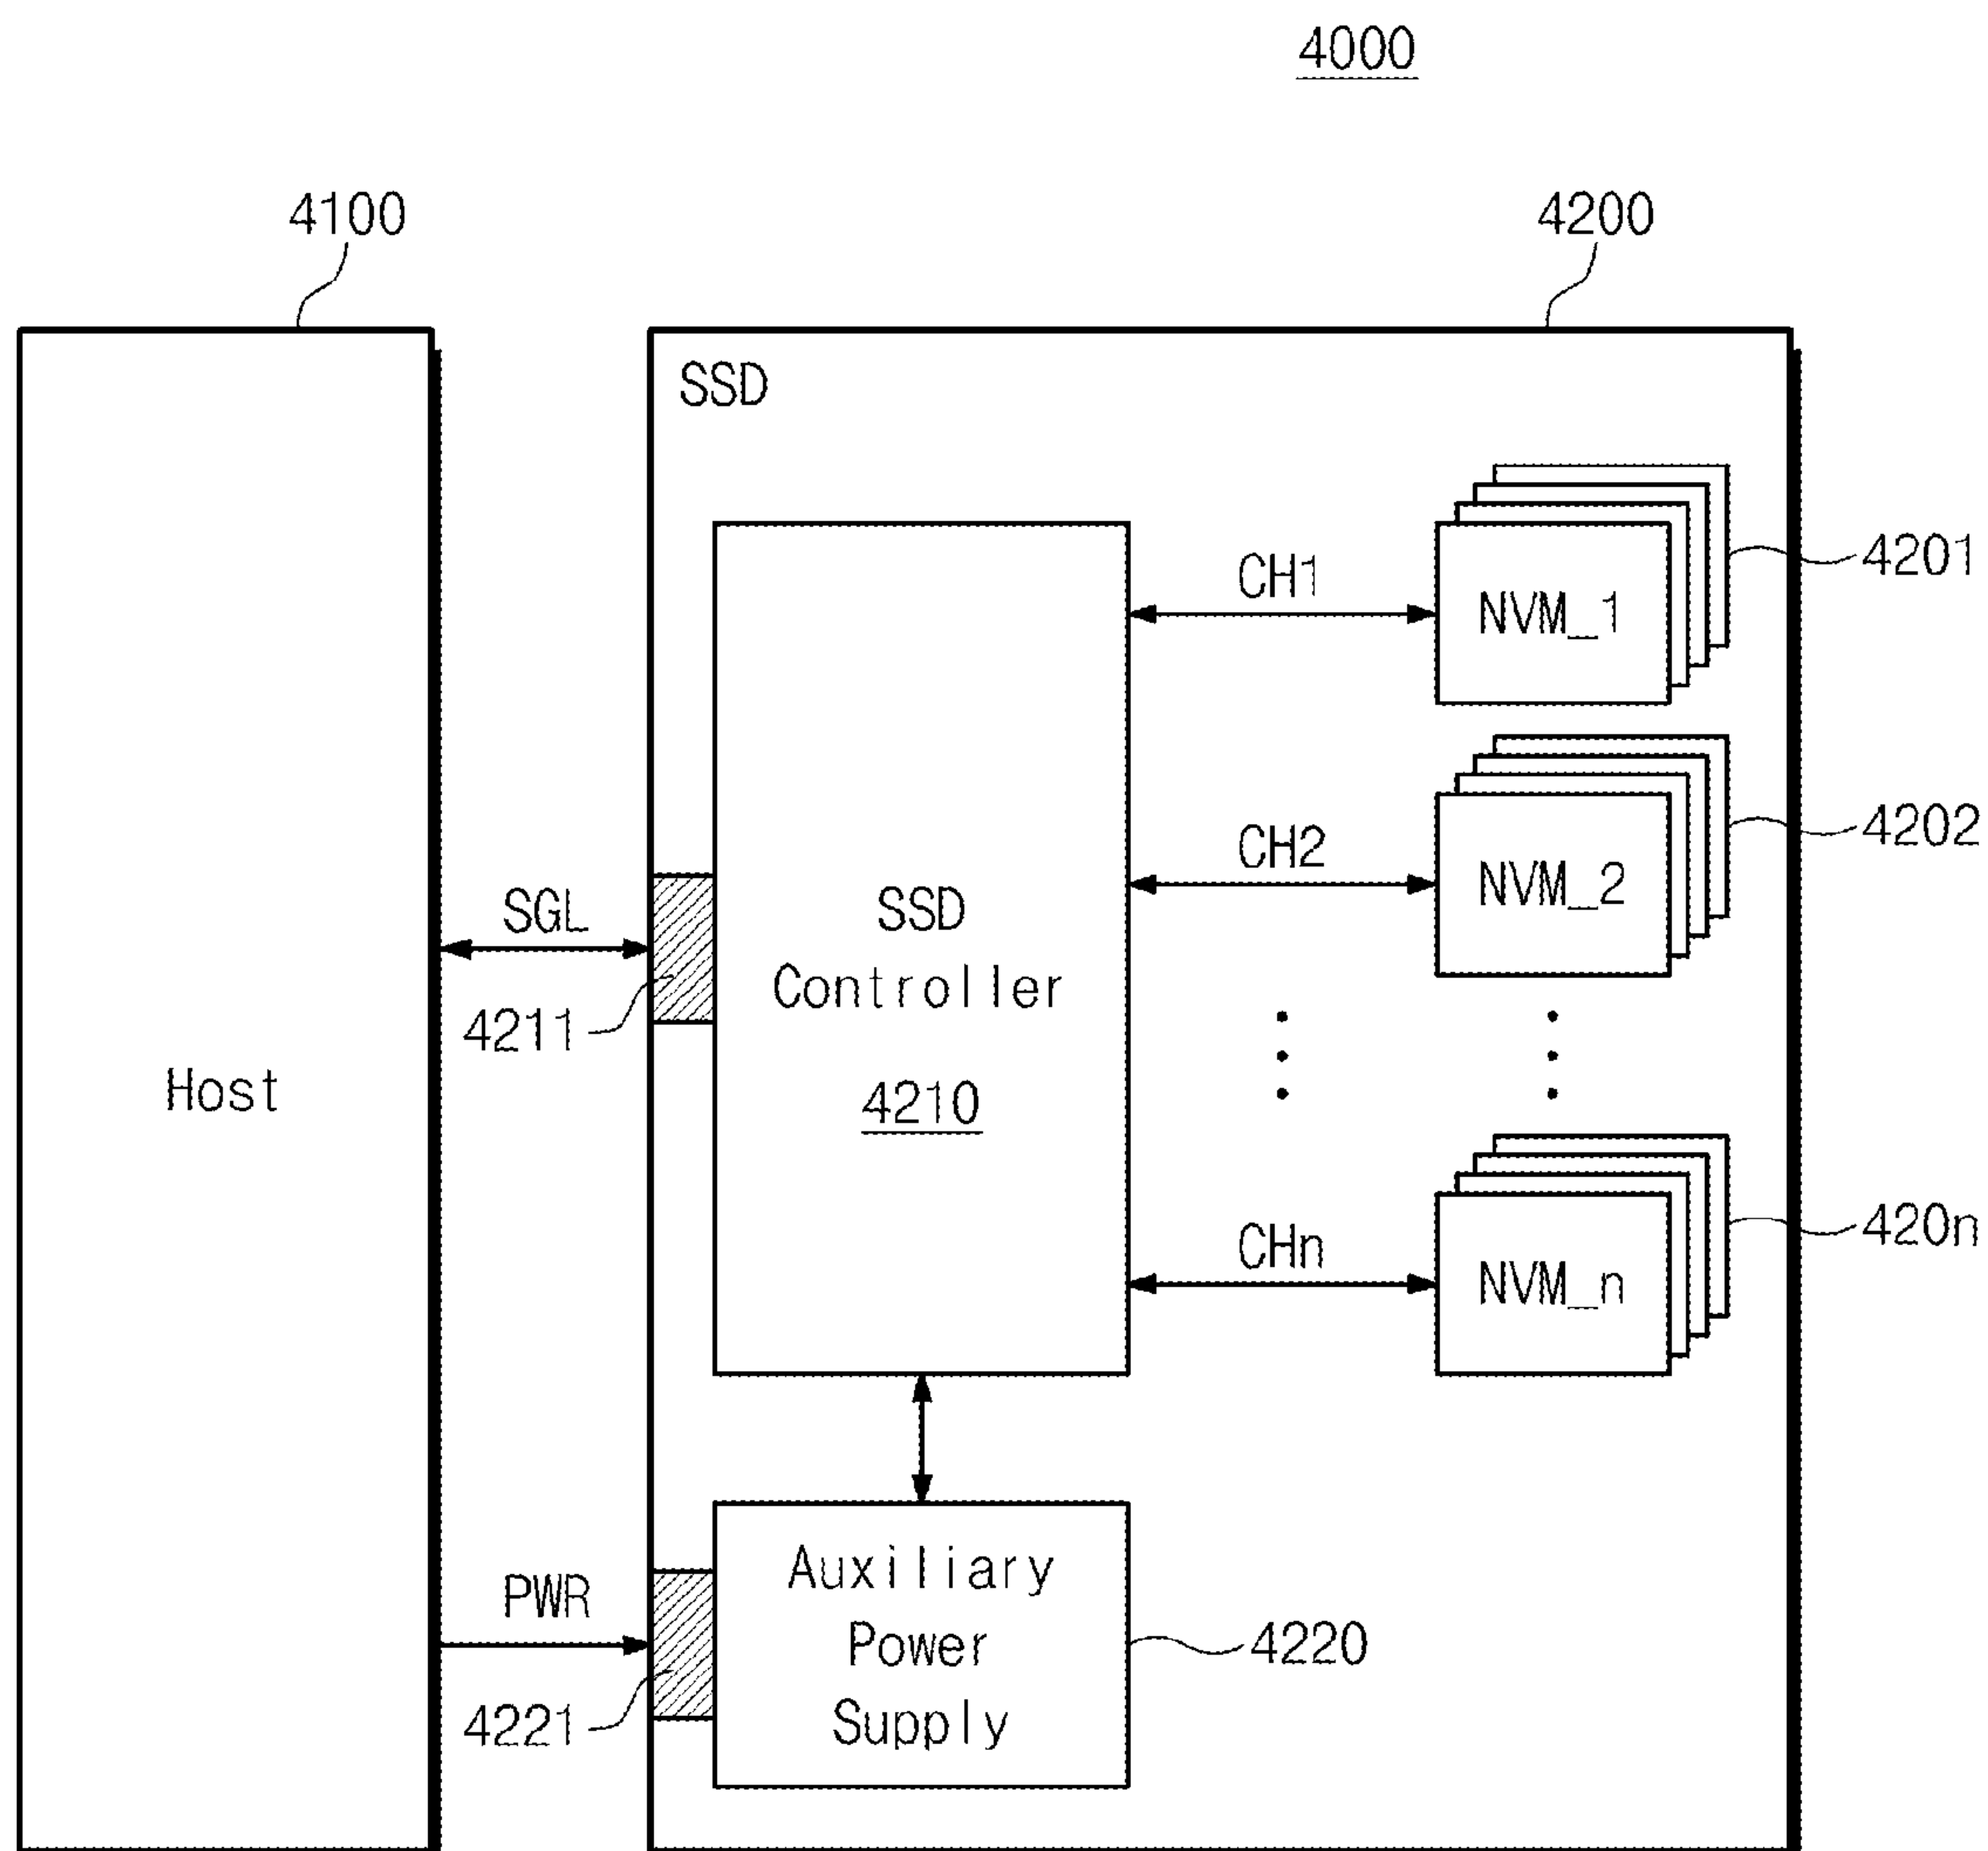 4000
4100
4200
SSD
4201
CH1
NVM_1
4202
CH2
NVM_2
SGL
SSD
Controller
4210
4211
Host
420n
CHn
NVM_n
Auxiliary
Power
Supply
PWR
4220
4221